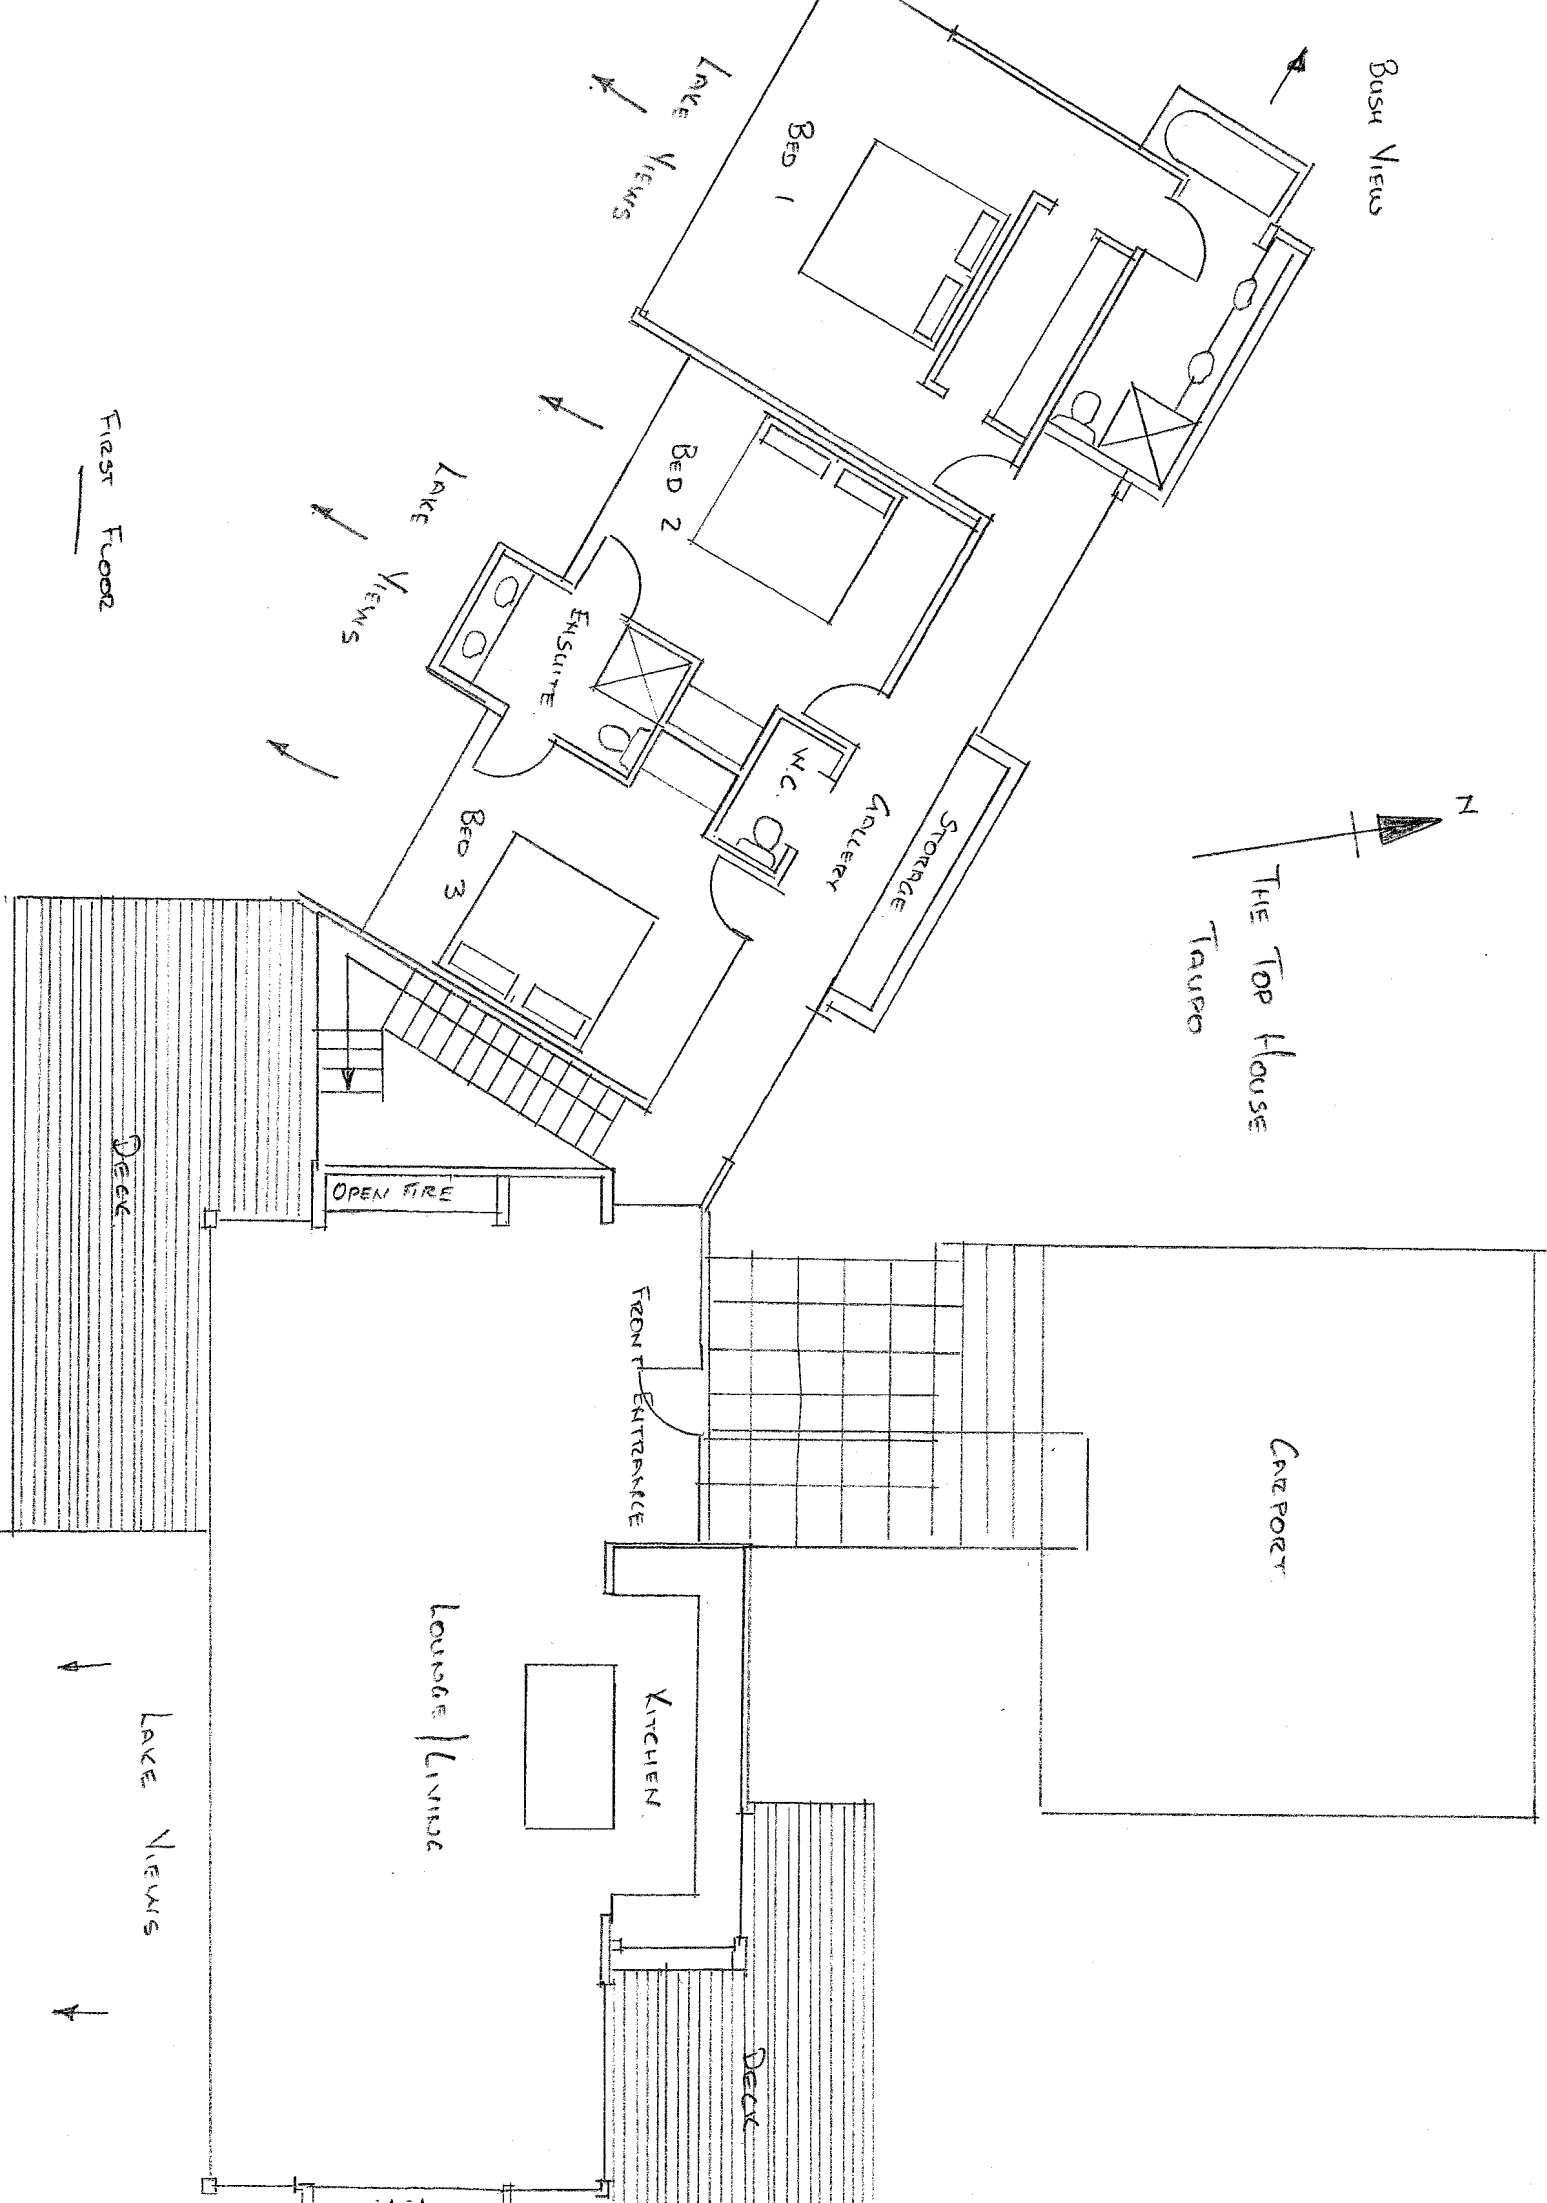 THE TOP HOUSE
TAUPO
N
BUSH VIEW
BED 1
LAKE VIEWS
BED 2
ENSUITE
LAKE VIEWS
W.C.
GALLERY
STORAGE
BED 3
OPEN FIRE
DECK
FRONT ENTRANCE
CARPORT
KITCHEN
LOUNGE/LIVING
DECK
LAKE VIEWS
FIRST FLOOR